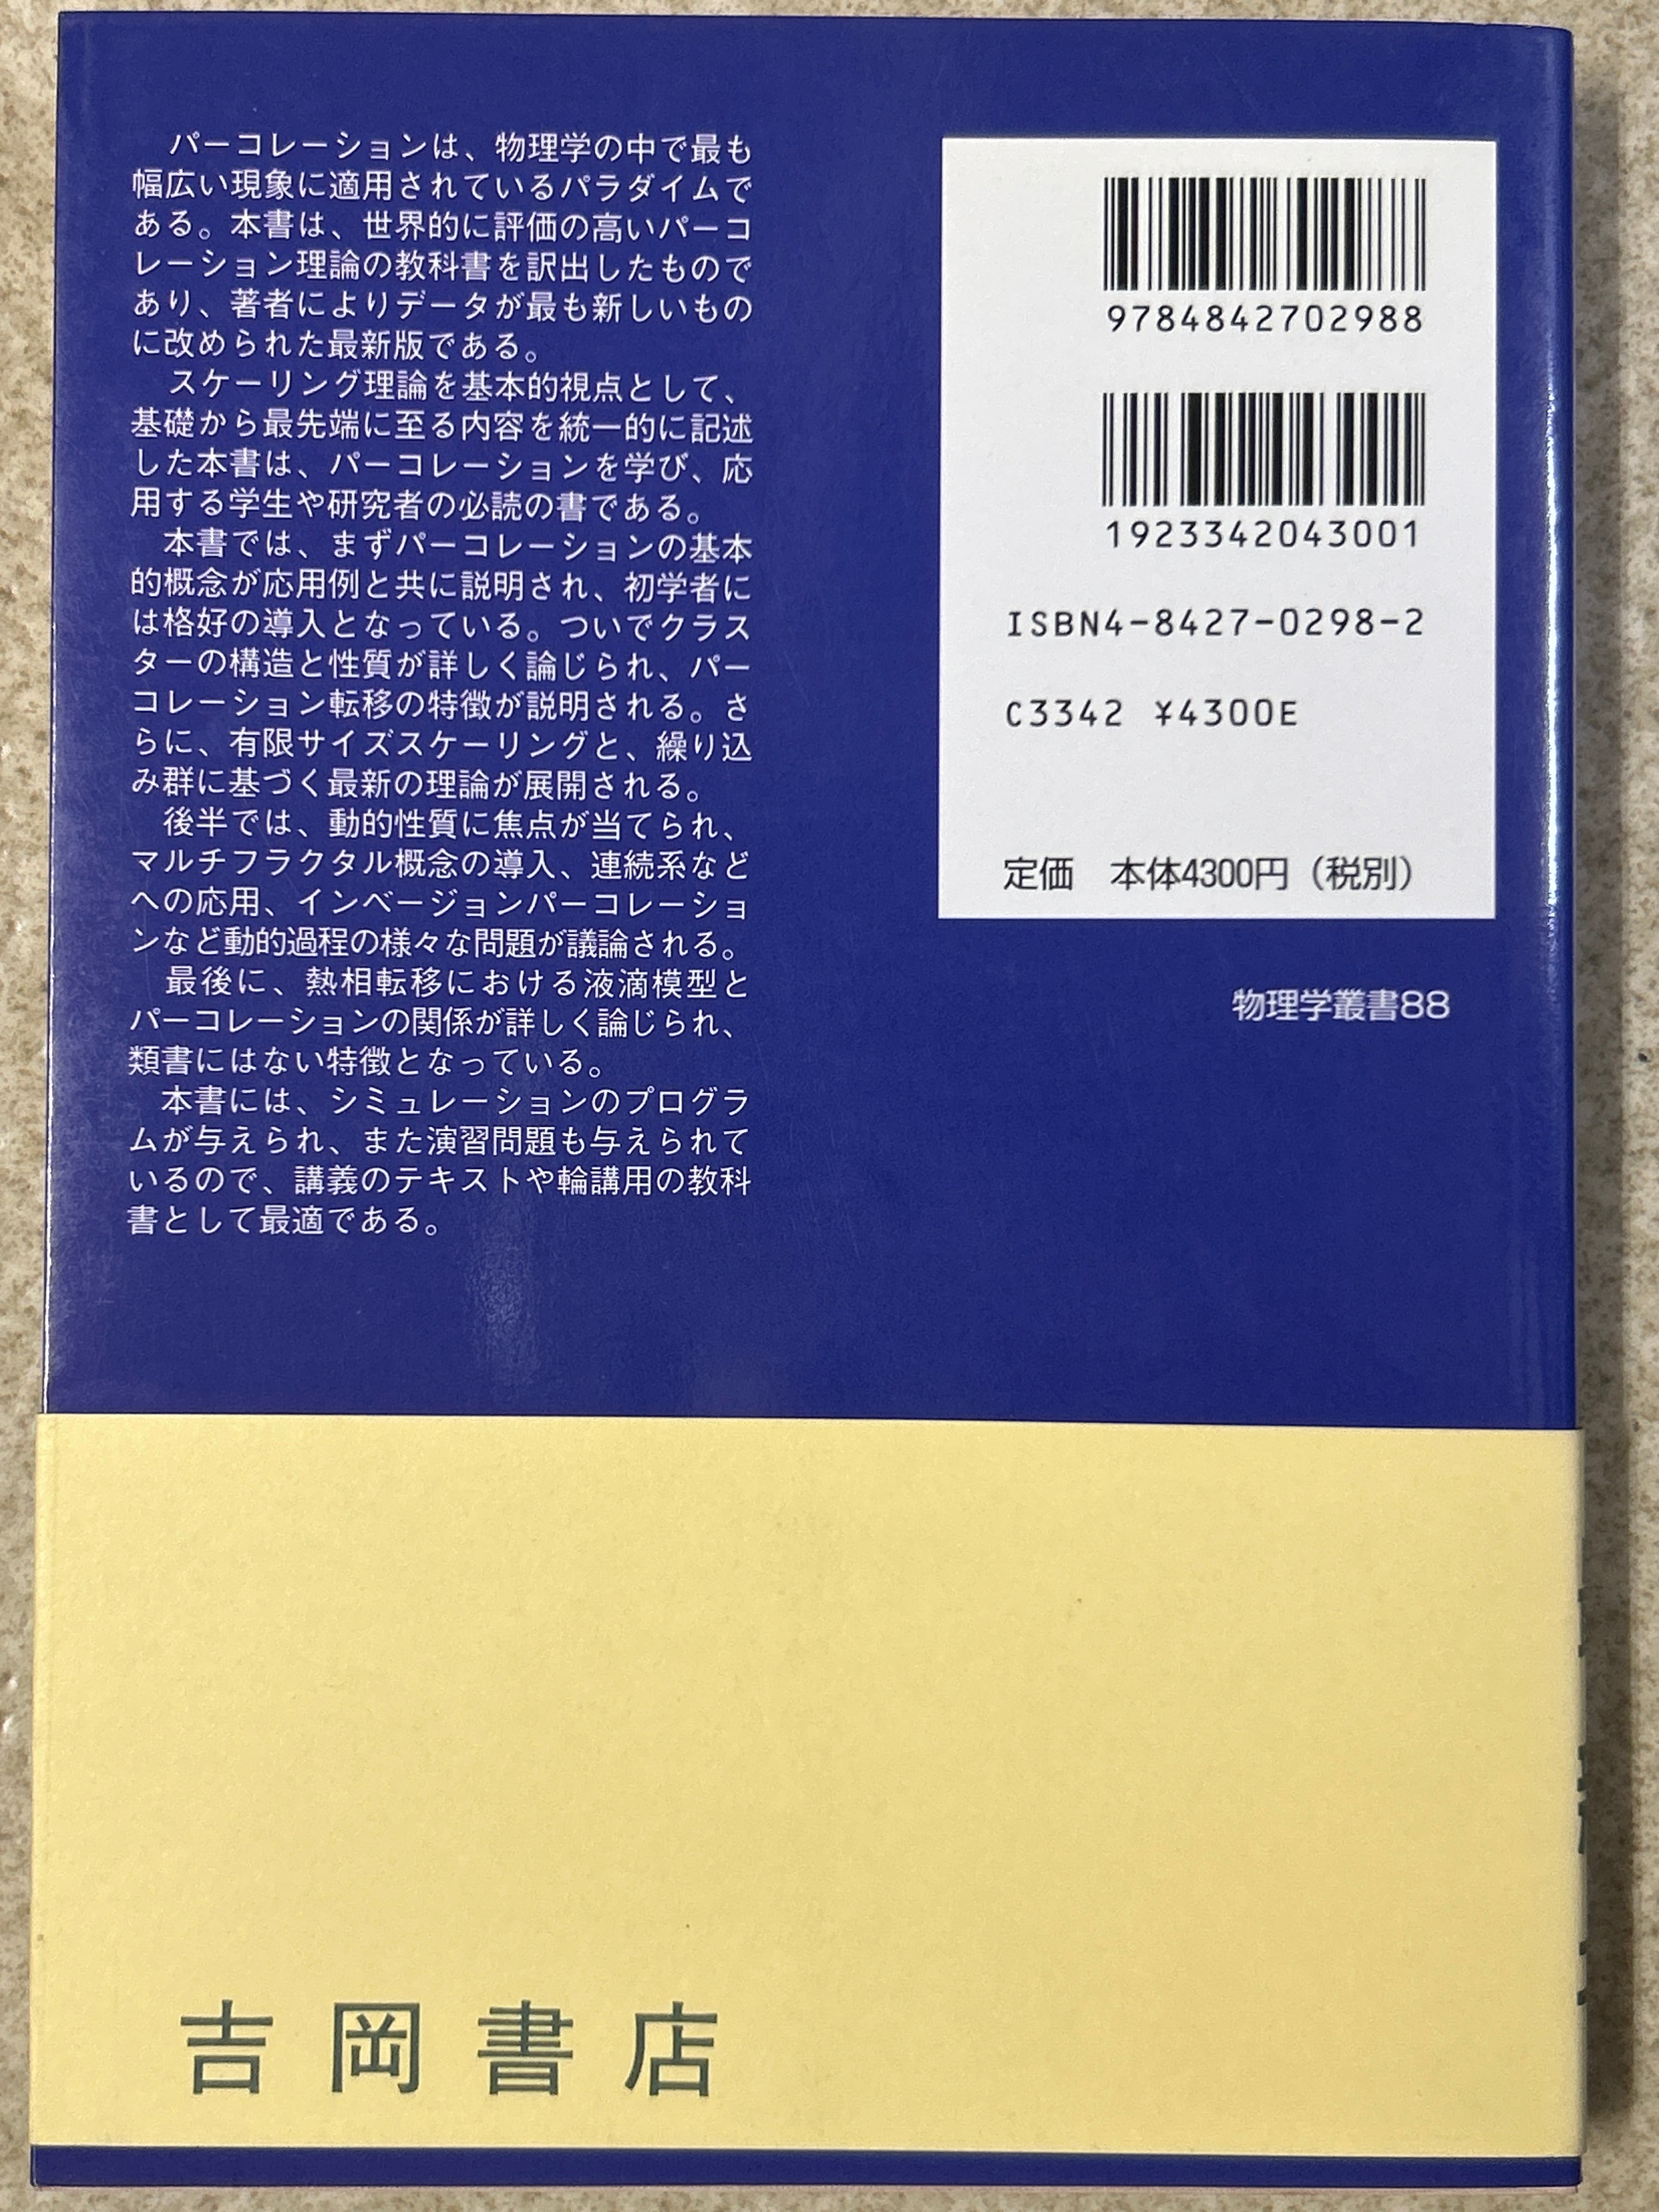 パーコレーションは、物理学の中で最も
幅広い現象に適用されているパラダイムで
ある。本書は、世界的に評価の高いパーコ
レーション理論の教科書を訳出したもので
あり、著者によりデータが最も新しいもの
に改められた最新版である。
スケーリング理論を基本的視点として、
基礎から最先端に至る内容を統一的に記述
した本書は、パーコレーションを学び、応
用する学生や研究者の必読の書である。
本書では、まずパーコレーションの基本
的概念が応用例と共に説明され、初学者に
は格好の導入となっている。ついでクラス
ターの構造と性質が詳しく論じられ、パー
コレーション転移の特徴が説明される。さ
らに、有限サイズスケーリングと、繰り込
み群に基づく最新の理論が展開される。
後半では、動的性質に焦点が当てられ、
マルチフラクタル概念の導入、連続系など
への応用、インベージョンパーコレーショ
ンなど動的過程の様々な問題が議論される。
最後に、熱相転移における液滴模型と
パーコレーションの関係が詳しく論じられ、
類書にはない特徴となっている。
本書には、シミュレーションのプログラ
ムが与えられ、また演習問題も与えられて
いるので、講義のテキストや輪講用の教科
書として最適である。
9784842702988
1923342043001
ISBN4-8427-0298-2
C3342 ¥4300E
定価 本体4300円（税別）
物理学叢書88
吉岡書店